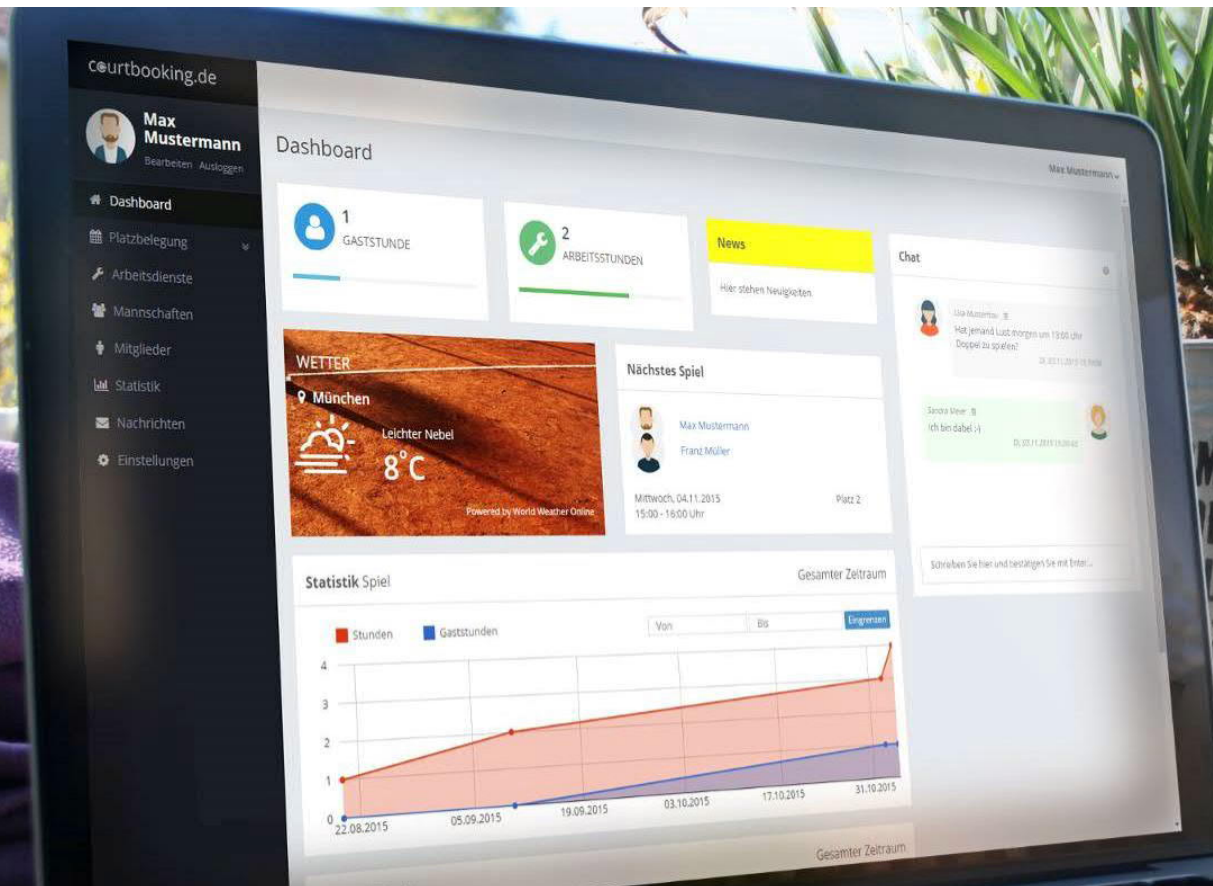 courtbooking.de
Max
Mustermann
Bearbeiten Ausloggen
Dashboard
Platzbelegung
Arbeitsdienste
Mannschaften
Mitglieder
Statistik
Nachrichten
Einstellungen
Dashboard
Max Mustermann
1
GASTSTUNDE
2
ARBEITSSTUNDEN
News
Hier stehen Neuigkeiten
WETTER
München
Leichter Nebel
8°C
Powered by World Weather Online
Nächstes Spiel
Max Mustermann
Franz Müller
Mittwoch, 04.11.2015 Platz 2
15:00 - 16:00 Uhr
Chat
Lisa Musterfrau
Hat jemand Lust morgen um 13:00 Uhr
Doppel zu spielen?
Sandra Meier
Ich bin dabei :-)
Schreiben Sie hier und bestätigen Sie mit Enter...
Statistik Spiel Gesamter Zeitraum
Stunden Gaststunden Von Bis Eingrenzen
4
3
2
1
0
22.08.2015 05.09.2015 19.09.2015 03.10.2015 17.10.2015 31.10.2015
Gesamter Zeitraum